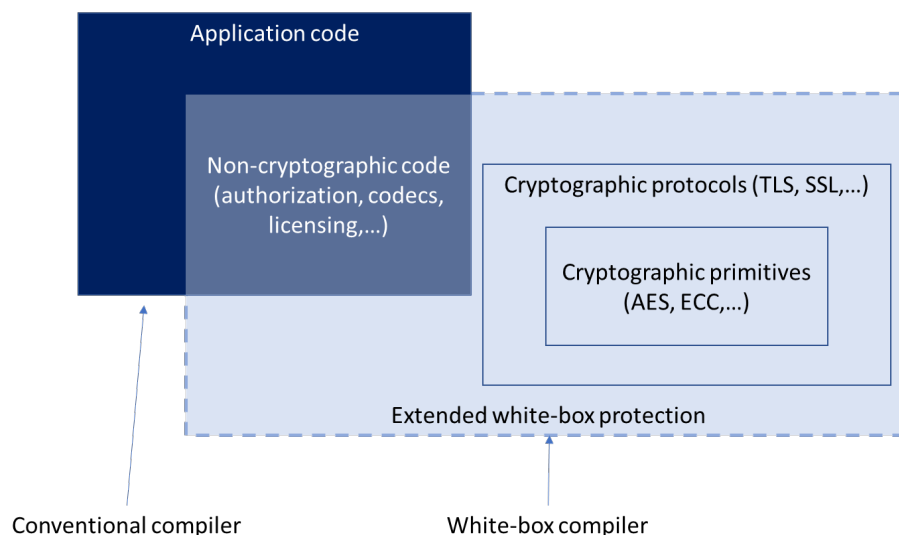 Application code
Non-cryptographic code
(authorization, codecs,
licensing,...)
Cryptographic protocols (TLS, SSL,...)
Cryptographic primitives
(AES, ECC,...)
Extended white-box protection
Conventional compiler
White-box compiler